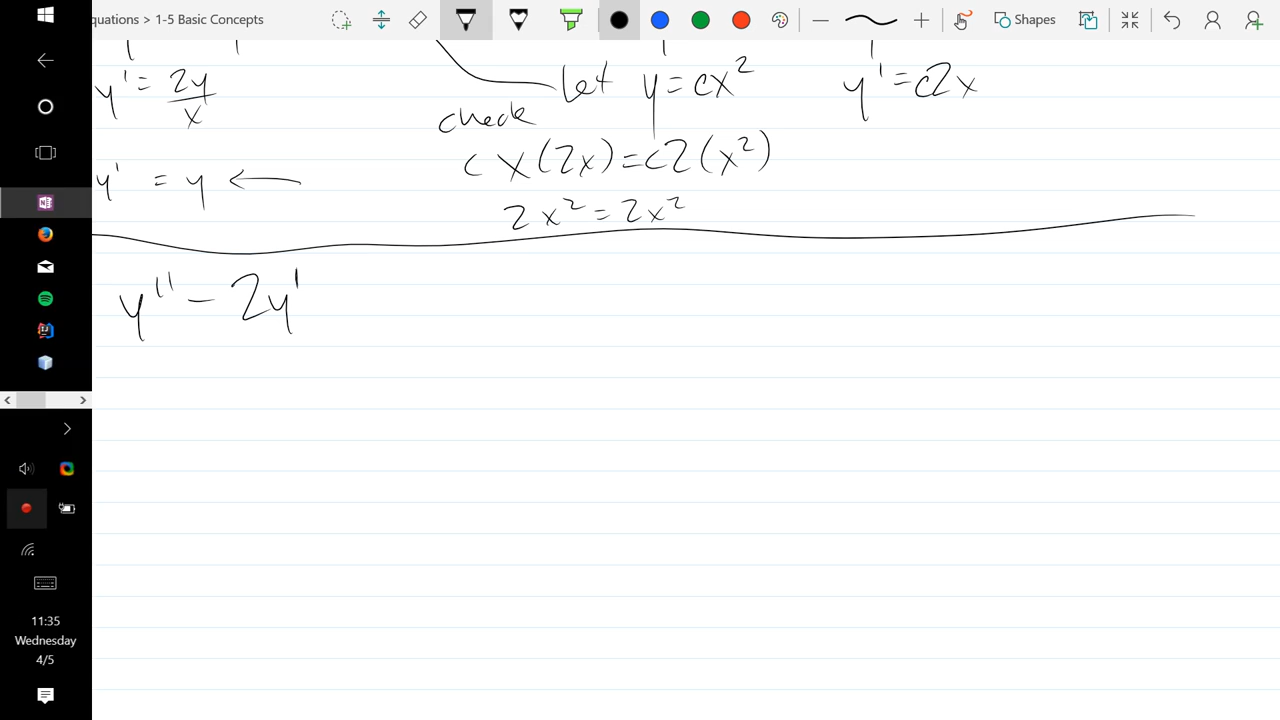 quations > 1-5 Basic Concepts
Shapes
y' = 2y/x
let y = cx² y' = c2x
check
c x(2x) = c2(x²)
y' = y ←
2x² = 2x²
y'' - 2y'
11:35
Wednesday
4/5